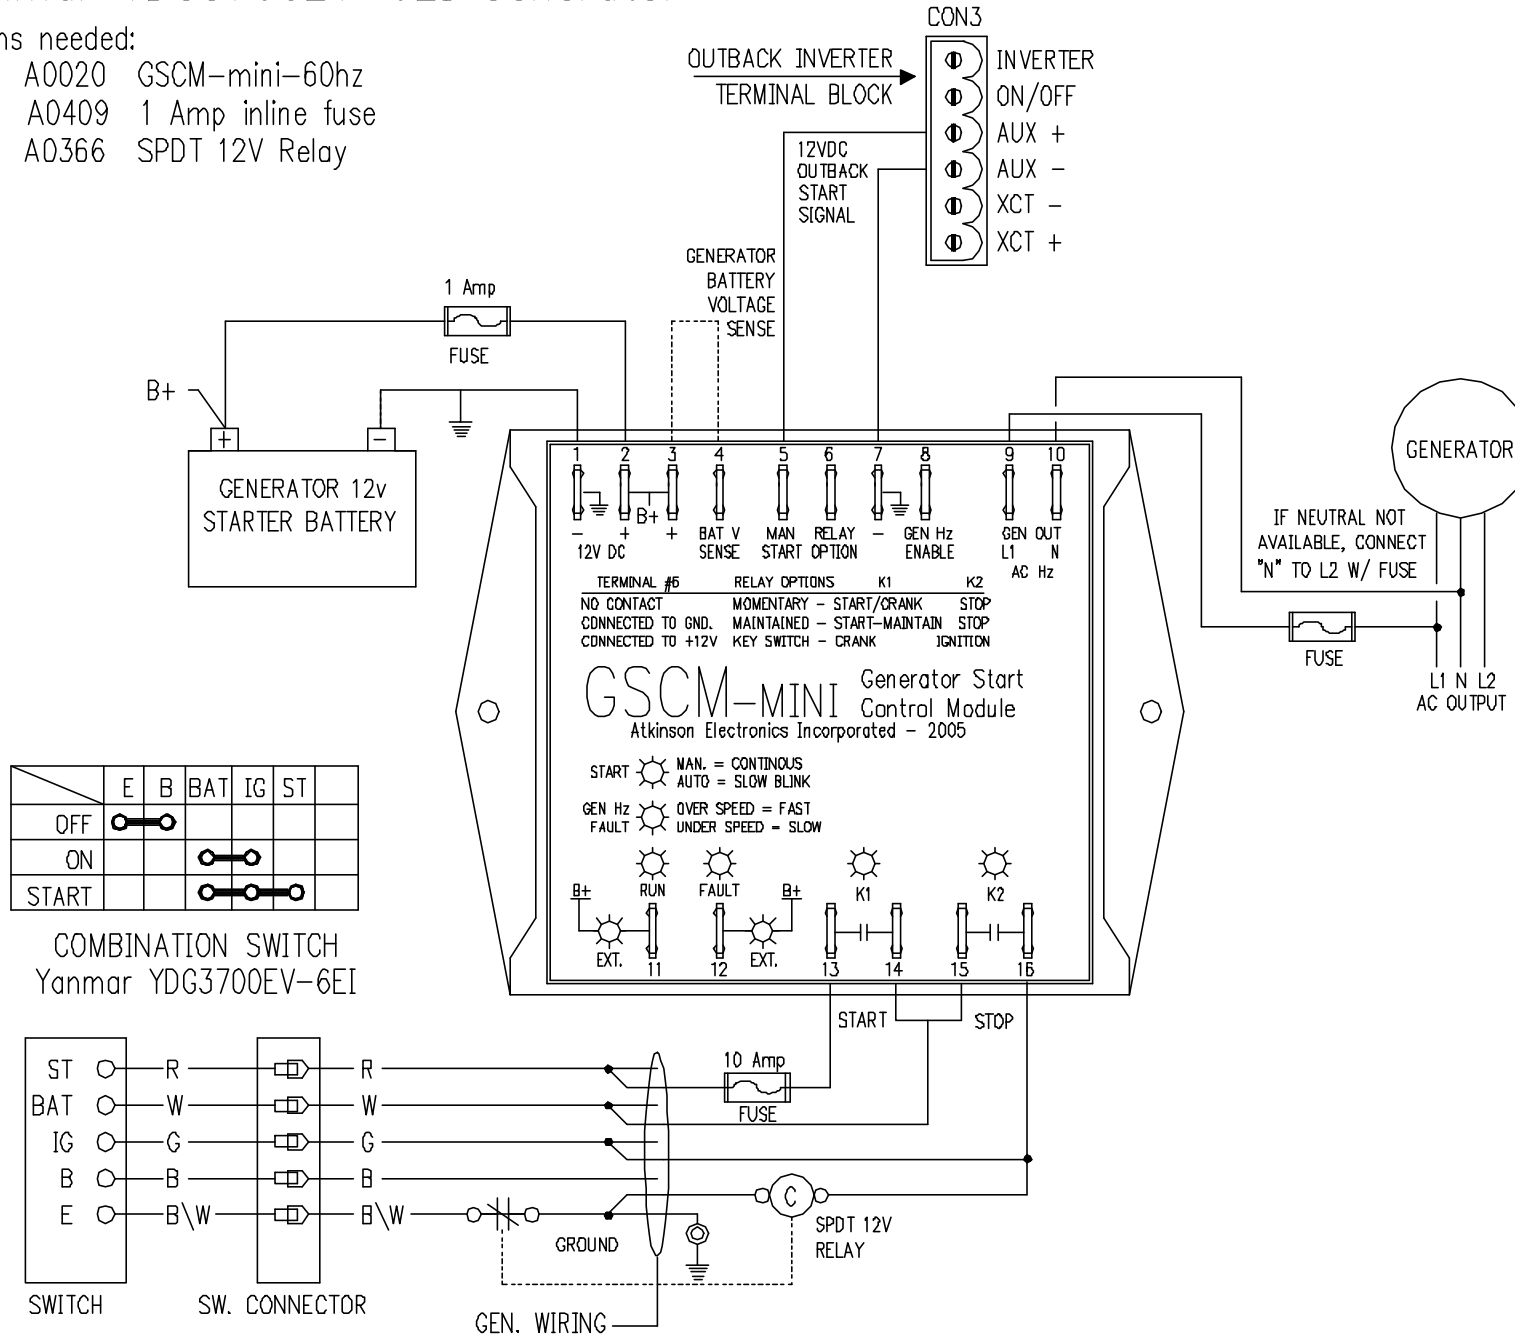 needed:
A0020 GSCM-mini-60hz
A0409 1 Amp inline fuse
A0366 SPDT 12V Relay
CON3
OUTBACK INVERTER
TERMINAL BLOCK
INVERTER
ON/OFF
AUX +
AUX -
XCT -
XCT +
12VDC
OUTBACK
START
SIGNAL
GENERATOR
BATTERY
VOLTAGE
SENSE
1 Amp
FUSE
B+
+
-
GENERATOR 12v
STARTER BATTERY
GENERATOR
IF NEUTRAL NOT
AVAILABLE, CONNECT
"N" TO L2 W/ FUSE
FUSE
L1 N L2
AC OUTPUT
1 2 3 4 5 6 7 8 9 10
B+
- + + BAT V MAN RELAY - GEN Hz GEN OUT
12V DC SENSE START OPTION ENABLE L1 N
AC Hz
TERMINAL #6 RELAY OPTIONS K1 K2
NO CONTACT MOMENTARY - START/CRANK STOP
CONNECTED TO GND. MAINTAINED - START-MAINTAIN STOP
CONNECTED TO +12V KEY SWITCH - CRANK IGNITION
GSCM-MINI Generator Start
Control Module
Atkinson Electronics Incorporated - 2005
START MAN. = CONTINOUS
AUTO = SLOW BLINK
GEN Hz OVER SPEED = FAST
FAULT UNDER SPEED = SLOW
B+ RUN FAULT B+ K1 K2
EXT. EXT.
11 12 13 14 15 16
START STOP
E B BAT IG ST
OFF
ON
START
COMBINATION SWITCH
Yanmar YDG3700EV-6EI
10 Amp
FUSE
ST R R
BAT W W
IG G G
B B B
E B\W B\W
GROUND
C
SPDT 12V
RELAY
SWITCH
SW. CONNECTOR
GEN. WIRING